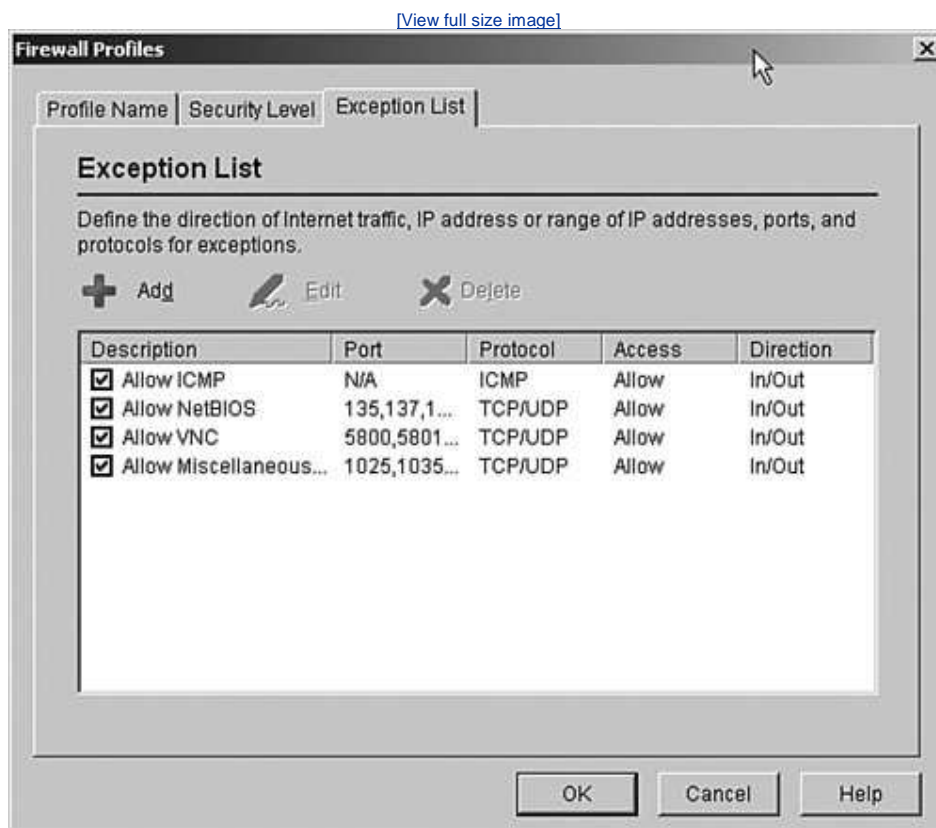 [View full size image]
Firewall Profiles
Profile Name Security Level Exception List
Exception List
Define the direction of Internet traffic, IP address or range of IP addresses, ports, and
protocols for exceptions.
Add Edit Delete
Description Port Protocol Access Direction
Allow ICMP N/A ICMP Allow In/Out
Allow NetBIOS 135,137,1... TCP/UDP Allow In/Out
Allow VNC 5800,5801... TCP/UDP Allow In/Out
Allow Miscellaneous... 1025,1035... TCP/UDP Allow In/Out
OK Cancel Help